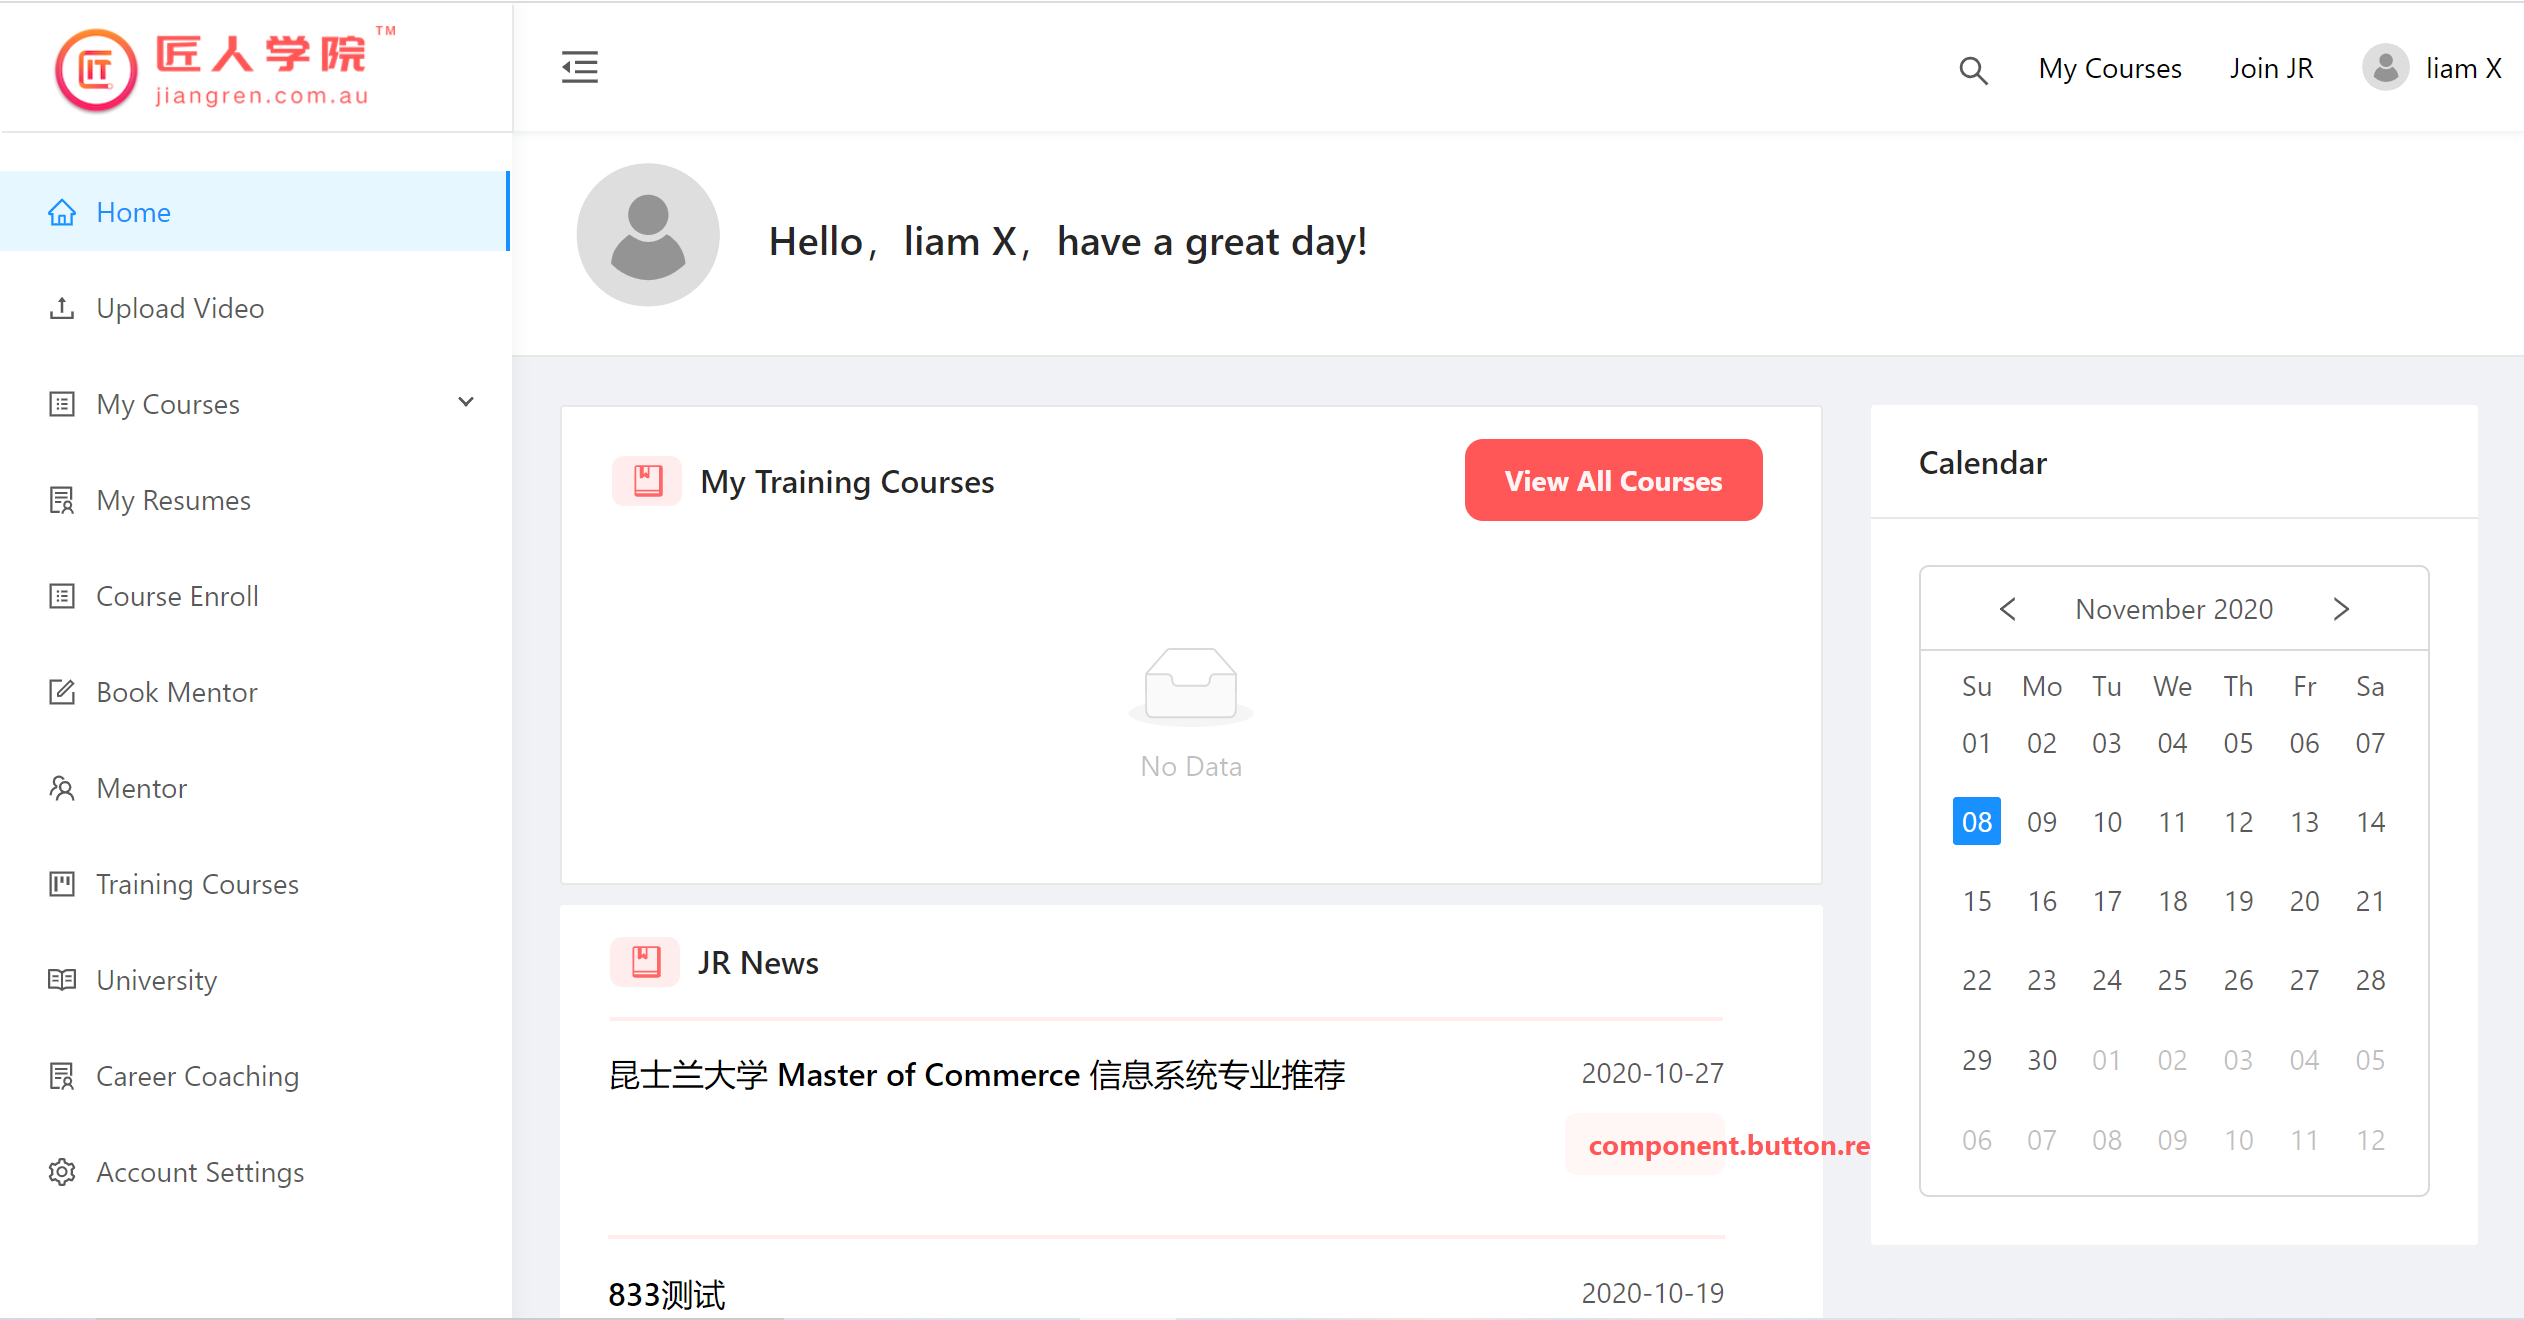 匠人学院 TM
jiangren.com.au
My Courses
Join JR
liam X
Home
Upload Video
My Courses
My Resumes
Course Enroll
Book Mentor
Mentor
Training Courses
University
Career Coaching
Account Settings
Hello，liam X，have a great day!
My Training Courses
View All Courses
No Data
JR News
昆士兰大学 Master of Commerce 信息系统专业推荐
2020-10-27
component.button.re
833测试
2020-10-19
Calendar
November 2020
Su Mo Tu We Th Fr Sa
01 02 03 04 05 06 07
08 09 10 11 12 13 14
15 16 17 18 19 20 21
22 23 24 25 26 27 28
29 30 01 02 03 04 05
06 07 08 09 10 11 12